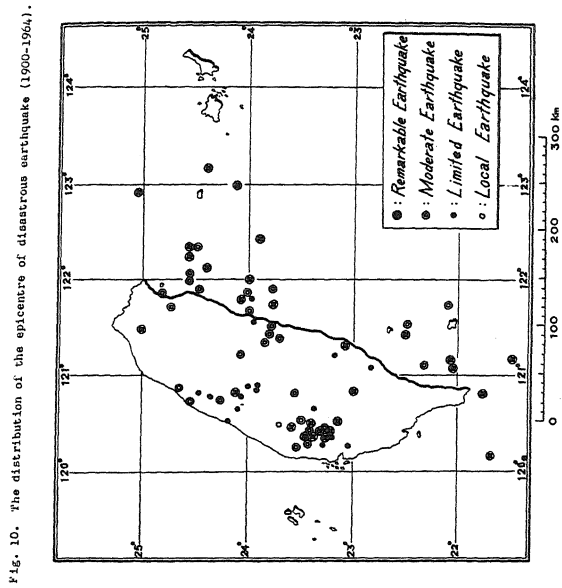 Fig. 10. The distribution of the epicentre of disastrous earthquake (1900-1964).
124° 123° 122° 121° 120°
25 24 23 22
25° 24° 23 22°
124° 123° 122° 121° 120°
: Remarkable Earthquake
: Moderate Earthquake
: Limited Earthquake
: Local Earthquake
0 100 200 300 Km